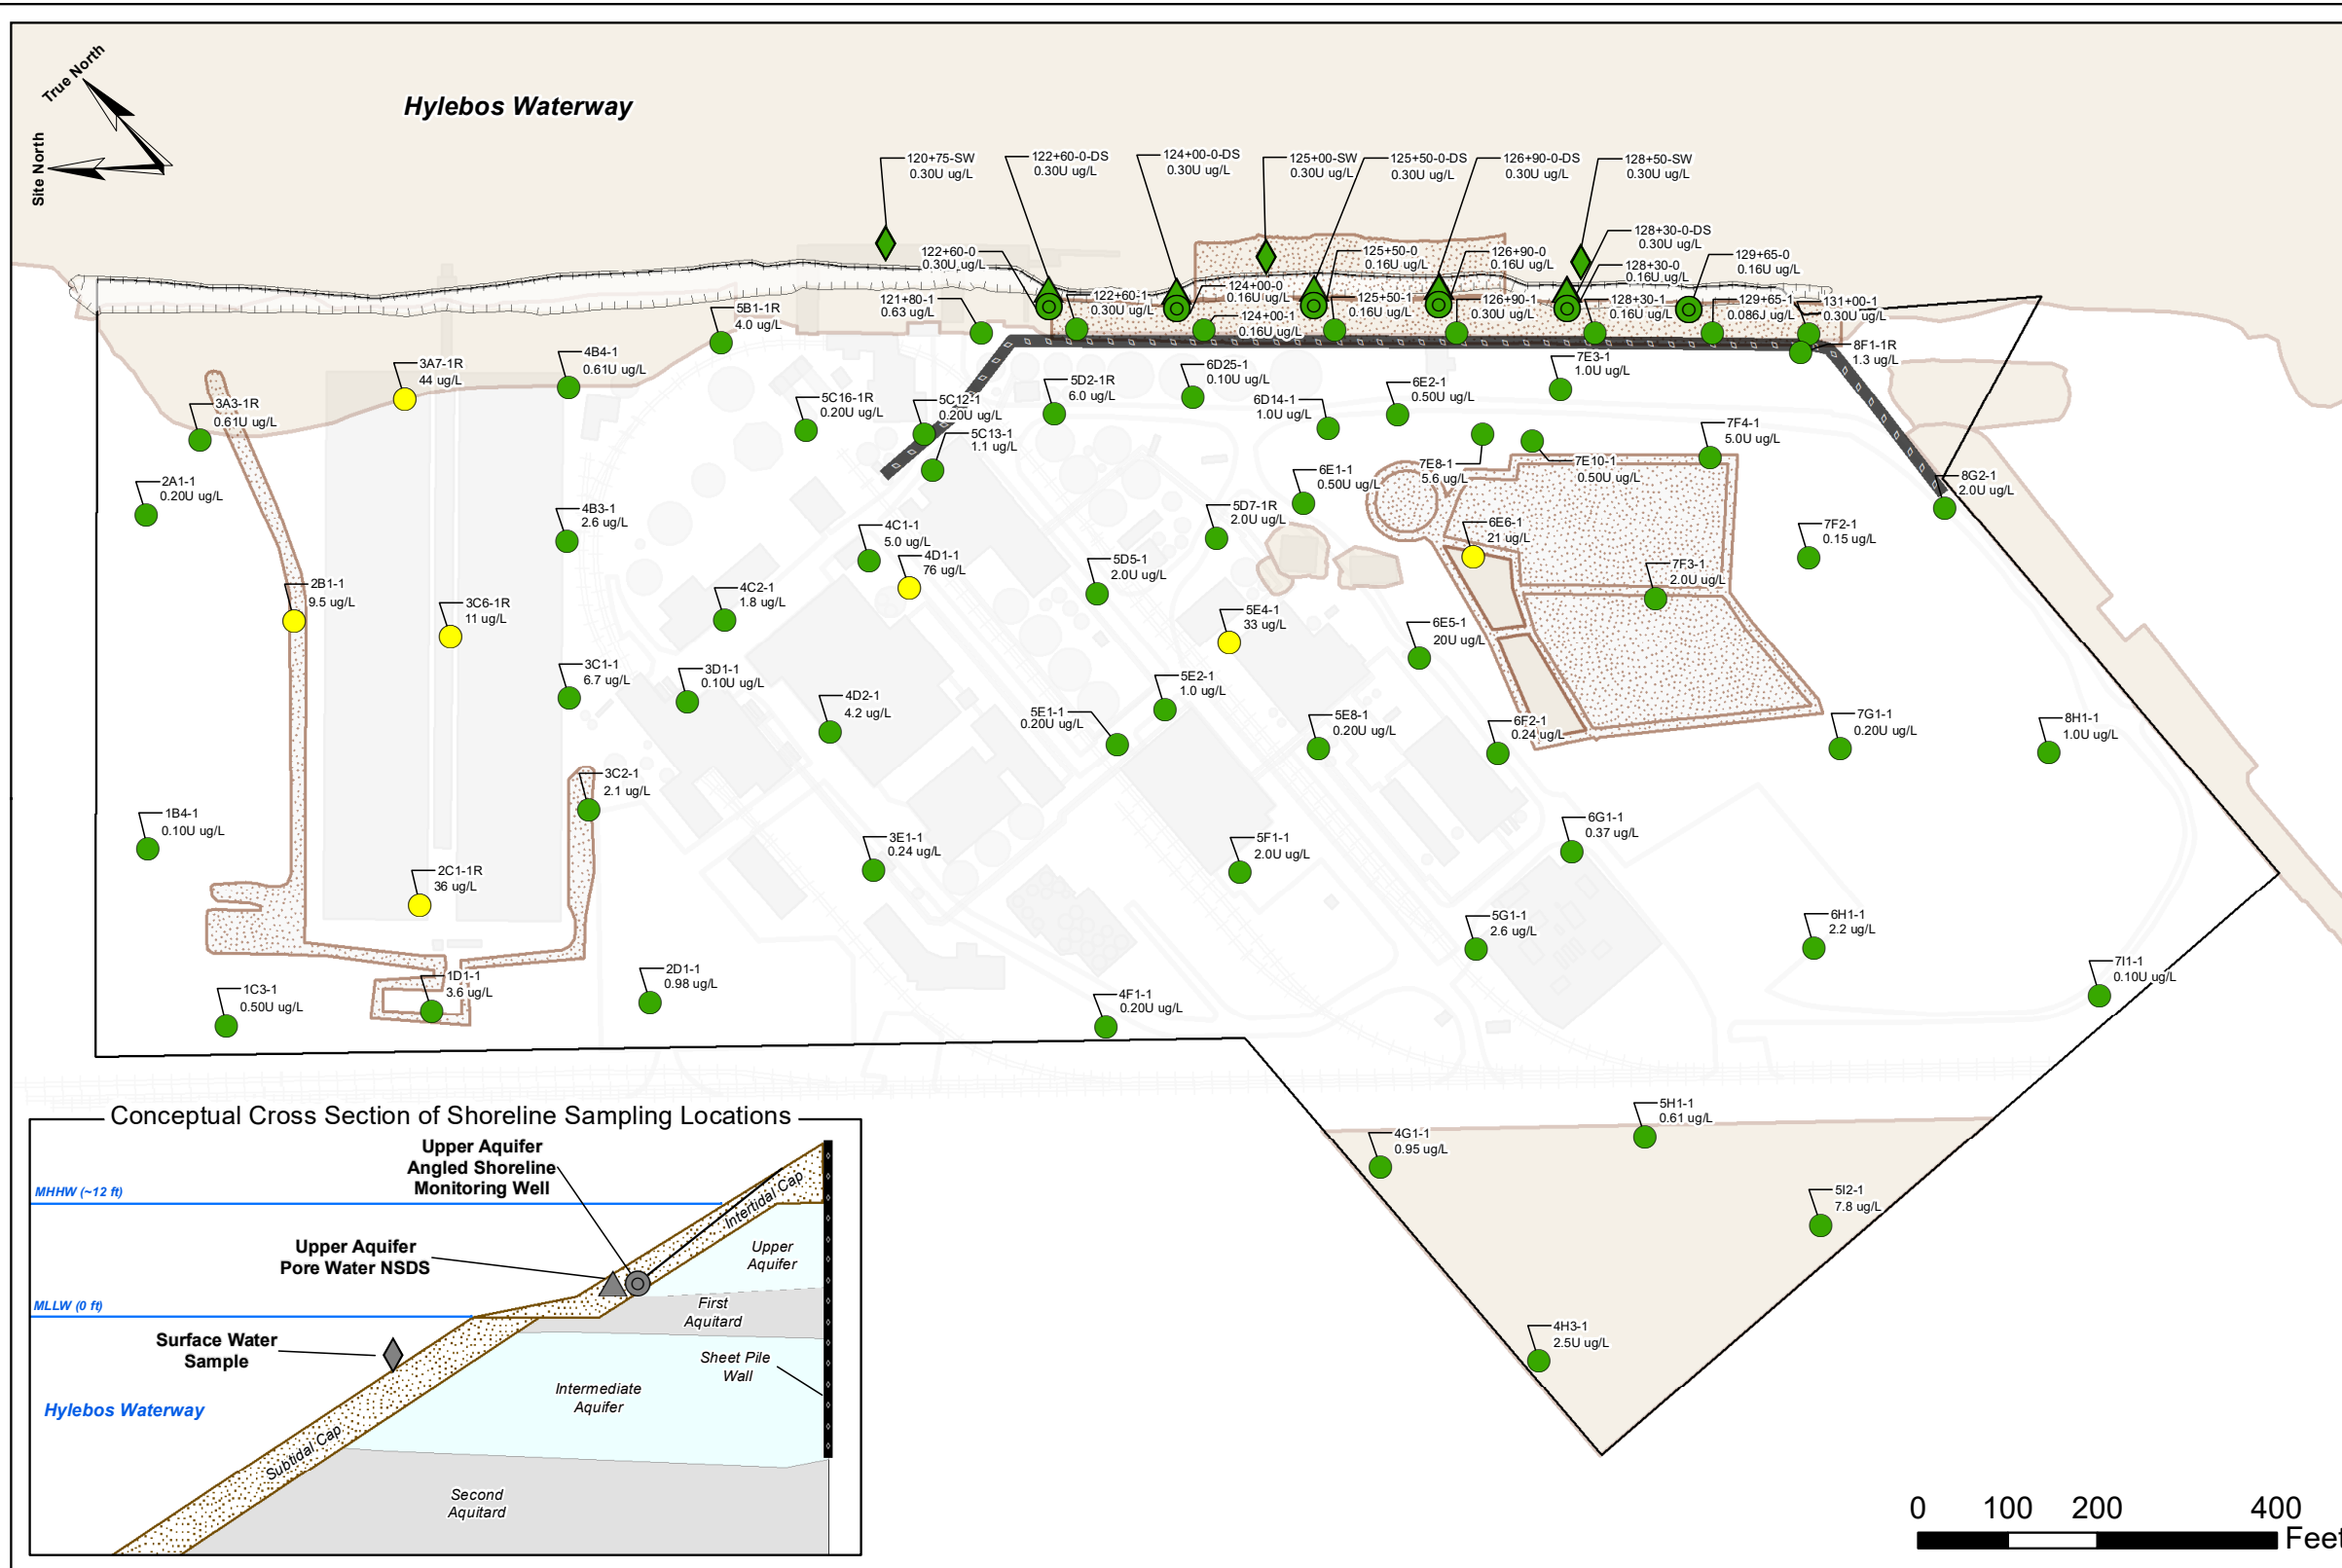 True North
Site North
Hylebos Waterway
120+75-SW
0.30U ug/L
122+60-0-DS
0.30U ug/L
124+00-0-DS
0.30U ug/L
125+00-SW
0.30U ug/L
125+50-0-DS
0.30U ug/L
126+90-0-DS
0.30U ug/L
128+50-SW
0.30U ug/L
122+60-0
0.30U ug/L
125+50-0
0.16U ug/L
126+90-0
0.16U ug/L
128+30-0-DS
0.30U ug/L
128+30-0
0.16U ug/L
129+65-0
0.16U ug/L
121+80-1
0.63 ug/L
122+60-1
0.30U ug/L
124+00-0
0.16U ug/L
124+00-1
0.16U ug/L
125+50-1
0.16U ug/L
126+90-1
0.30U ug/L
128+30-1
0.16U ug/L
129+65-1
0.086U ug/L
131+00-1
0.30U ug/L
8F1-1R
1.3 ug/L
5B1-1R
4.0 ug/L
4B4-1
0.61U ug/L
3A7-1R
44 ug/L
3A3-1R
0.61U ug/L
5C16-1R
0.20U ug/L
5C12-1
0.20U ug/L
5C13-1
1.1 ug/L
5D2-1R
6.0 ug/L
6D25-1
0.10U ug/L
6D14-1
1.0U ug/L
6E2-1
0.50U ug/L
7E3-1
1.0U ug/L
7F4-1
5.0U ug/L
7E8-1
5.6 ug/L
7E10-1
0.50U ug/L
6E1-1
0.50U ug/L
8G2-1
2.0U ug/L
2A1-1
0.20U ug/L
4B3-1
2.6 ug/L
4C1-1
5.0 ug/L
4D1-1
76 ug/L
5D7-1R
2.0U ug/L
5D5-1
2.0U ug/L
6E6-1
21 ug/L
7F2-1
0.15 ug/L
7F3-1
2.0U ug/L
2B1-1
9.5 ug/L
3C6-1R
11 ug/L
4C2-1
1.8 ug/L
5E4-1
33 ug/L
6E5-1
20U ug/L
3C1-1
6.7 ug/L
3D1-1
0.10U ug/L
4D2-1
4.2 ug/L
5E2-1
1.0 ug/L
5E1-1
0.20U ug/L
5E8-1
0.20U ug/L
6F2-1
0.24 ug/L
7G1-1
0.20U ug/L
8H1-1
1.0U ug/L
3C2-1
2.1 ug/L
1B4-1
0.10U ug/L
3E1-1
0.24 ug/L
5F1-1
2.0U ug/L
6G1-1
0.37 ug/L
2C1-1R
36 ug/L
5G1-1
2.6 ug/L
6H1-1
2.2 ug/L
7I1-1
0.10U ug/L
1D1-1
3.6 ug/L
1C3-1
0.50U ug/L
2D1-1
0.98 ug/L
4F1-1
0.20U ug/L
5H1-1
0.61 ug/L
4G1-1
0.95 ug/L
5I2-1
7.8 ug/L
4H3-1
2.5U ug/L
Conceptual Cross Section of Shoreline Sampling Locations
Upper Aquifer
Angled Shoreline
Monitoring Well
MHHW (~12 ft)
Intertidal Cap
Upper Aquifer
Pore Water NSDS
Upper
Aquifer
MLLW (0 ft)
First
Aquitard
Surface Water
Sample
Sheet Pile
Wall
Intermediate
Aquifer
Hylebos Waterway
Subtidal Cap
Second
Aquitard
0 100 200 400
Feet